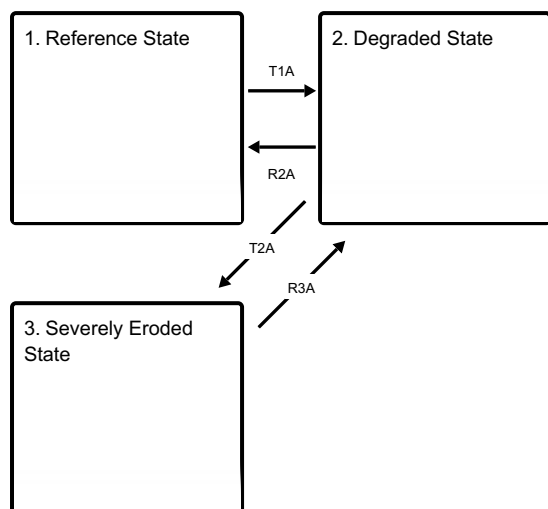 1. Reference State
2. Degraded State
T1A
R2A
T2A
R3A
3. Severely Eroded
State